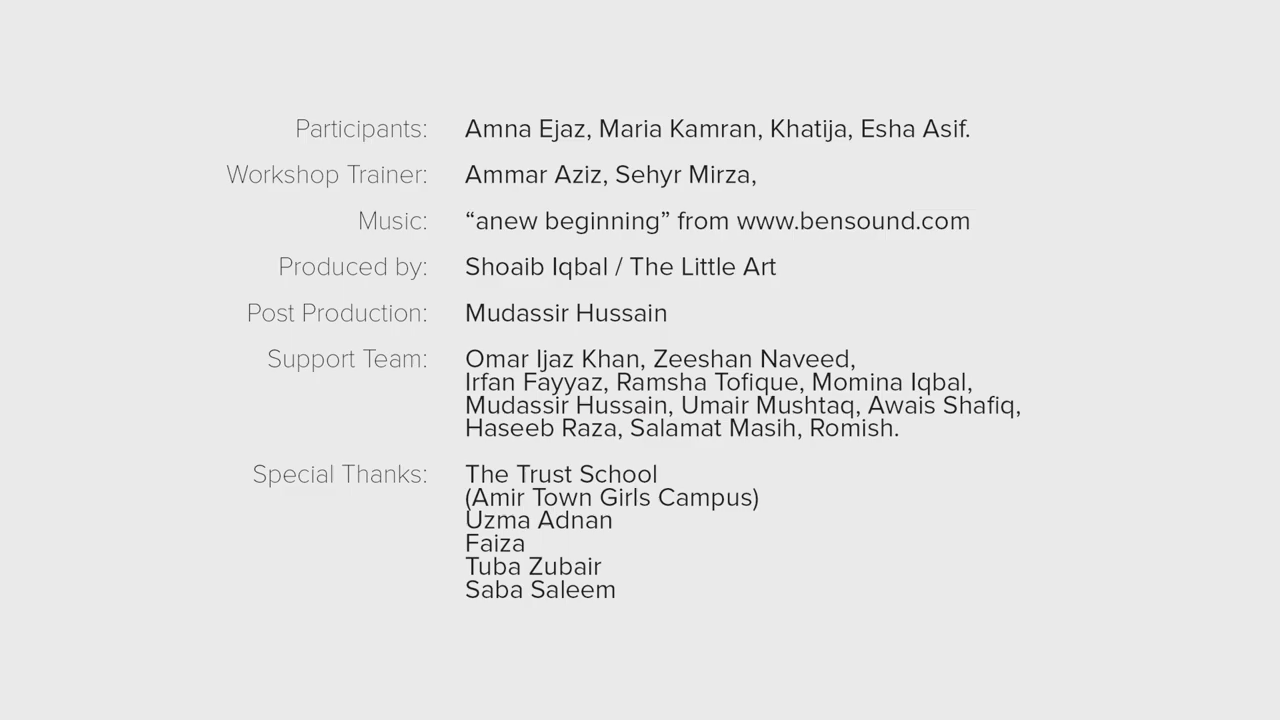 Participants: Amna Ejaz, Maria Kamran, Khatija, Esha Asif.
Workshop Trainer: Ammar Aziz, Sehyr Mirza,
Music: “anew beginning” from www.bensound.com
Produced by: Shoaib Iqbal / The Little Art
Post Production: Mudassir Hussain
Support Team: Omar Ijaz Khan, Zeeshan Naveed,
Irfan Fayyaz, Ramsha Tofique, Momina Iqbal,
Mudassir Hussain, Umair Mushtaq, Awais Shafiq,
Haseeb Raza, Salamat Masih, Romish.
Special Thanks: The Trust School
(Amir Town Girls Campus)
Uzma Adnan
Faiza
Tuba Zubair
Saba Saleem